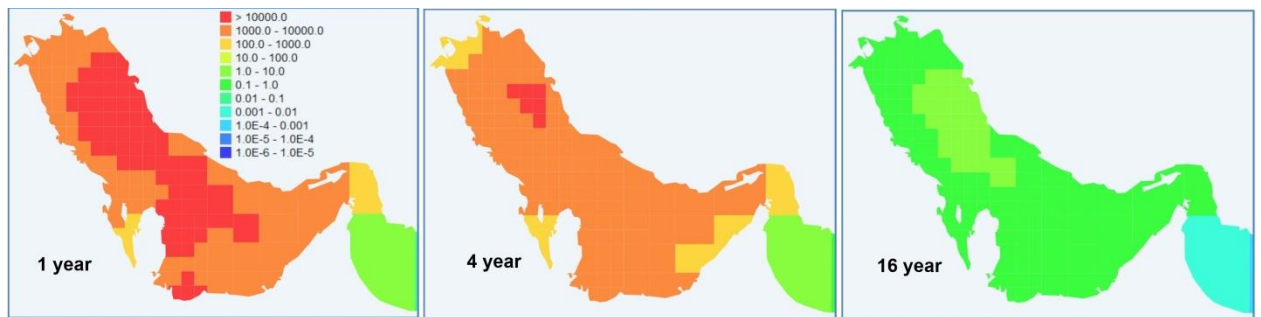 > 10000.0
1000.0 - 10000.0
100.0 - 1000.0
10.0 - 100.0
1.0 - 10.0
0.1 - 1.0
0.01 - 0.1
0.001 - 0.01
1.0E-4 - 0.001
1.0E-5 - 1.0E-4
1.0E-6 - 1.0E-5
1 year
4 year
16 year